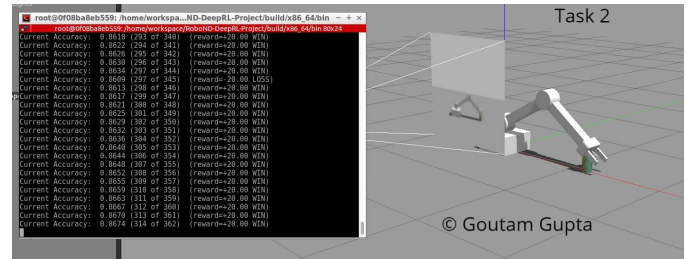 root@0f08ba8eb559: /home/workspa...ND-DeepRL-Project/build/x86_64/bin
root@0f08ba8eb559: /home/workspace/RoboND-DeepRL-Project/build/x86_64/bin 80x24
Current Accuracy: 0.8618 (293 of 340) (reward=+20.00 WIN)
Current Accuracy: 0.8622 (294 of 341) (reward=+20.00 WIN)
Current Accuracy: 0.8626 (295 of 342) (reward=+20.00 WIN)
Current Accuracy: 0.8630 (296 of 343) (reward=+20.00 WIN)
Current Accuracy: 0.8634 (297 of 344) (reward=+20.00 WIN)
Current Accuracy: 0.8609 (297 of 345) (reward=-20.00 LOSS)
Current Accuracy: 0.8613 (298 of 346) (reward=+20.00 WIN)
Current Accuracy: 0.8617 (299 of 347) (reward=+20.00 WIN)
Current Accuracy: 0.8621 (300 of 348) (reward=+20.00 WIN)
Current Accuracy: 0.8625 (301 of 349) (reward=+20.00 WIN)
Current Accuracy: 0.8629 (302 of 350) (reward=+20.00 WIN)
Current Accuracy: 0.8632 (303 of 351) (reward=+20.00 WIN)
Current Accuracy: 0.8636 (304 of 352) (reward=+20.00 WIN)
Current Accuracy: 0.8640 (305 of 353) (reward=+20.00 WIN)
Current Accuracy: 0.8644 (306 of 354) (reward=+20.00 WIN)
Current Accuracy: 0.8648 (307 of 355) (reward=+20.00 WIN)
Current Accuracy: 0.8652 (308 of 356) (reward=+20.00 WIN)
Current Accuracy: 0.8655 (309 of 357) (reward=+20.00 WIN)
Current Accuracy: 0.8659 (310 of 358) (reward=+20.00 WIN)
Current Accuracy: 0.8663 (311 of 359) (reward=+20.00 WIN)
Current Accuracy: 0.8667 (312 of 360) (reward=+20.00 WIN)
Current Accuracy: 0.8670 (313 of 361) (reward=+20.00 WIN)
Current Accuracy: 0.8674 (314 of 362) (reward=+20.00 WIN)
Task 2
© Goutam Gupta